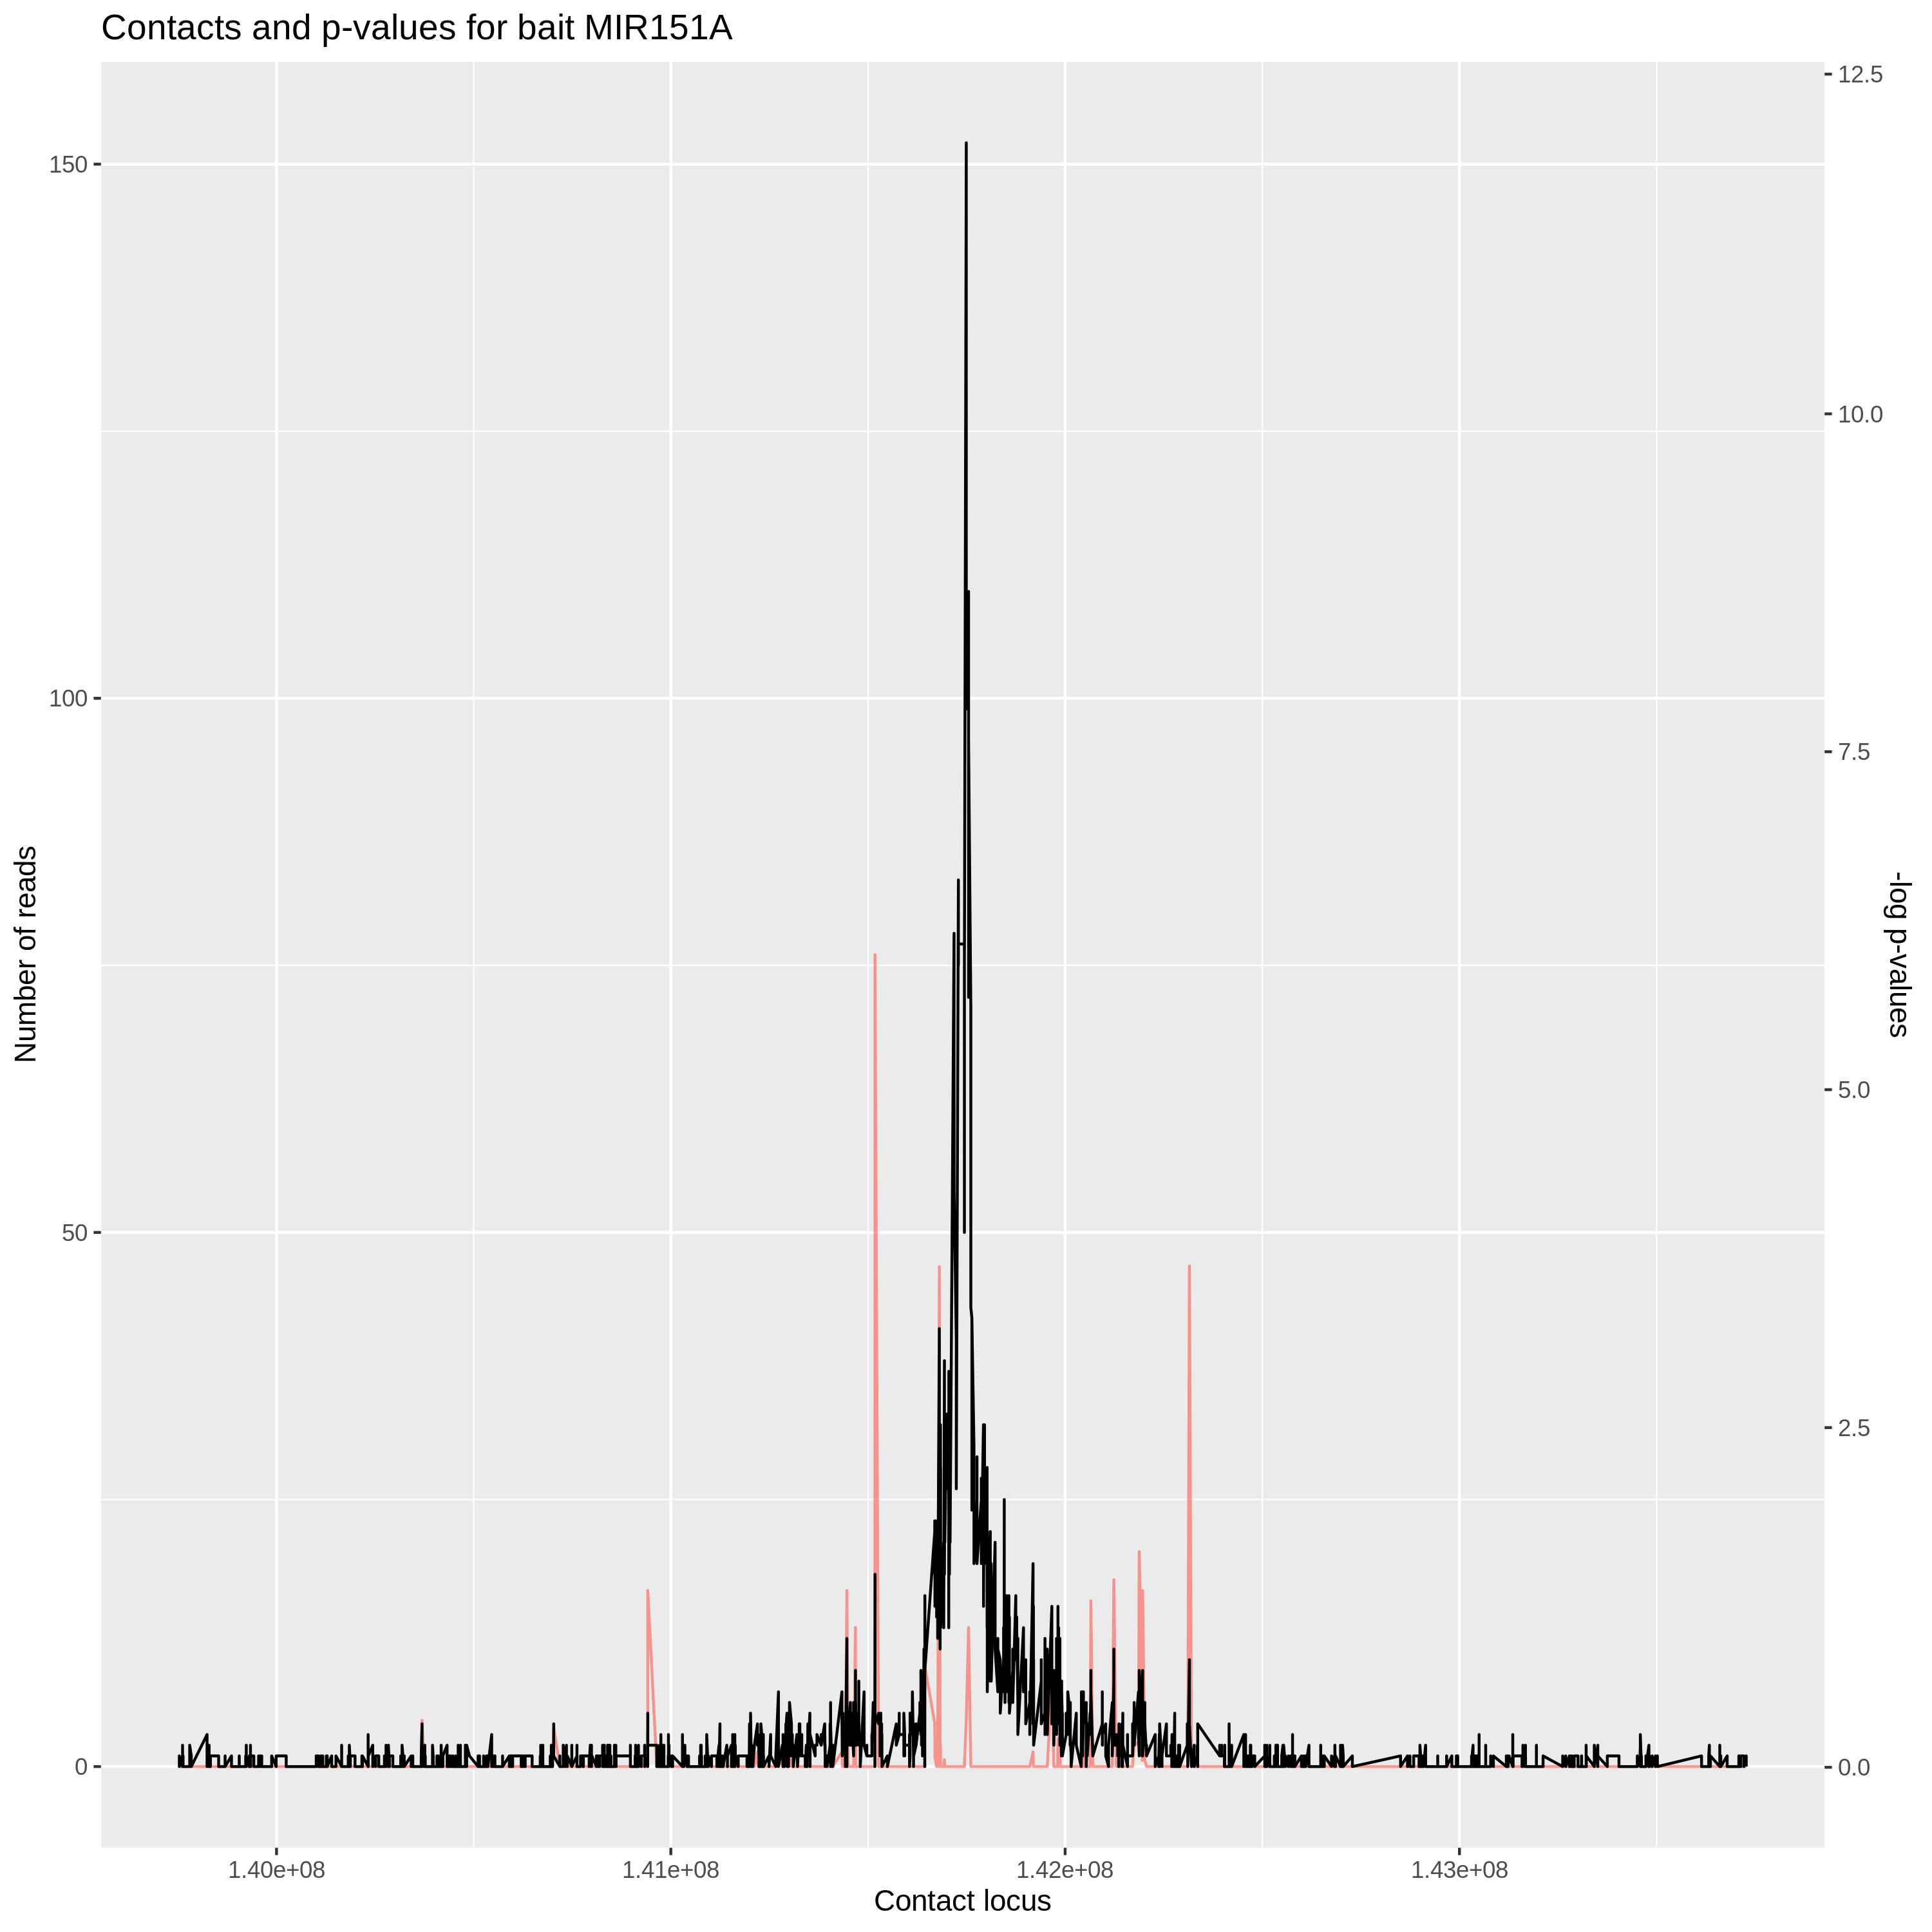 Contacts and p-values for bait MIR151A
12.5
150
10.0
100
7.5
Number of reads
-log p-values
5.0
50
2.5
0
0.0
1.40e+08
1.41e+08
1.42e+08
1.43e+08
Contact locus